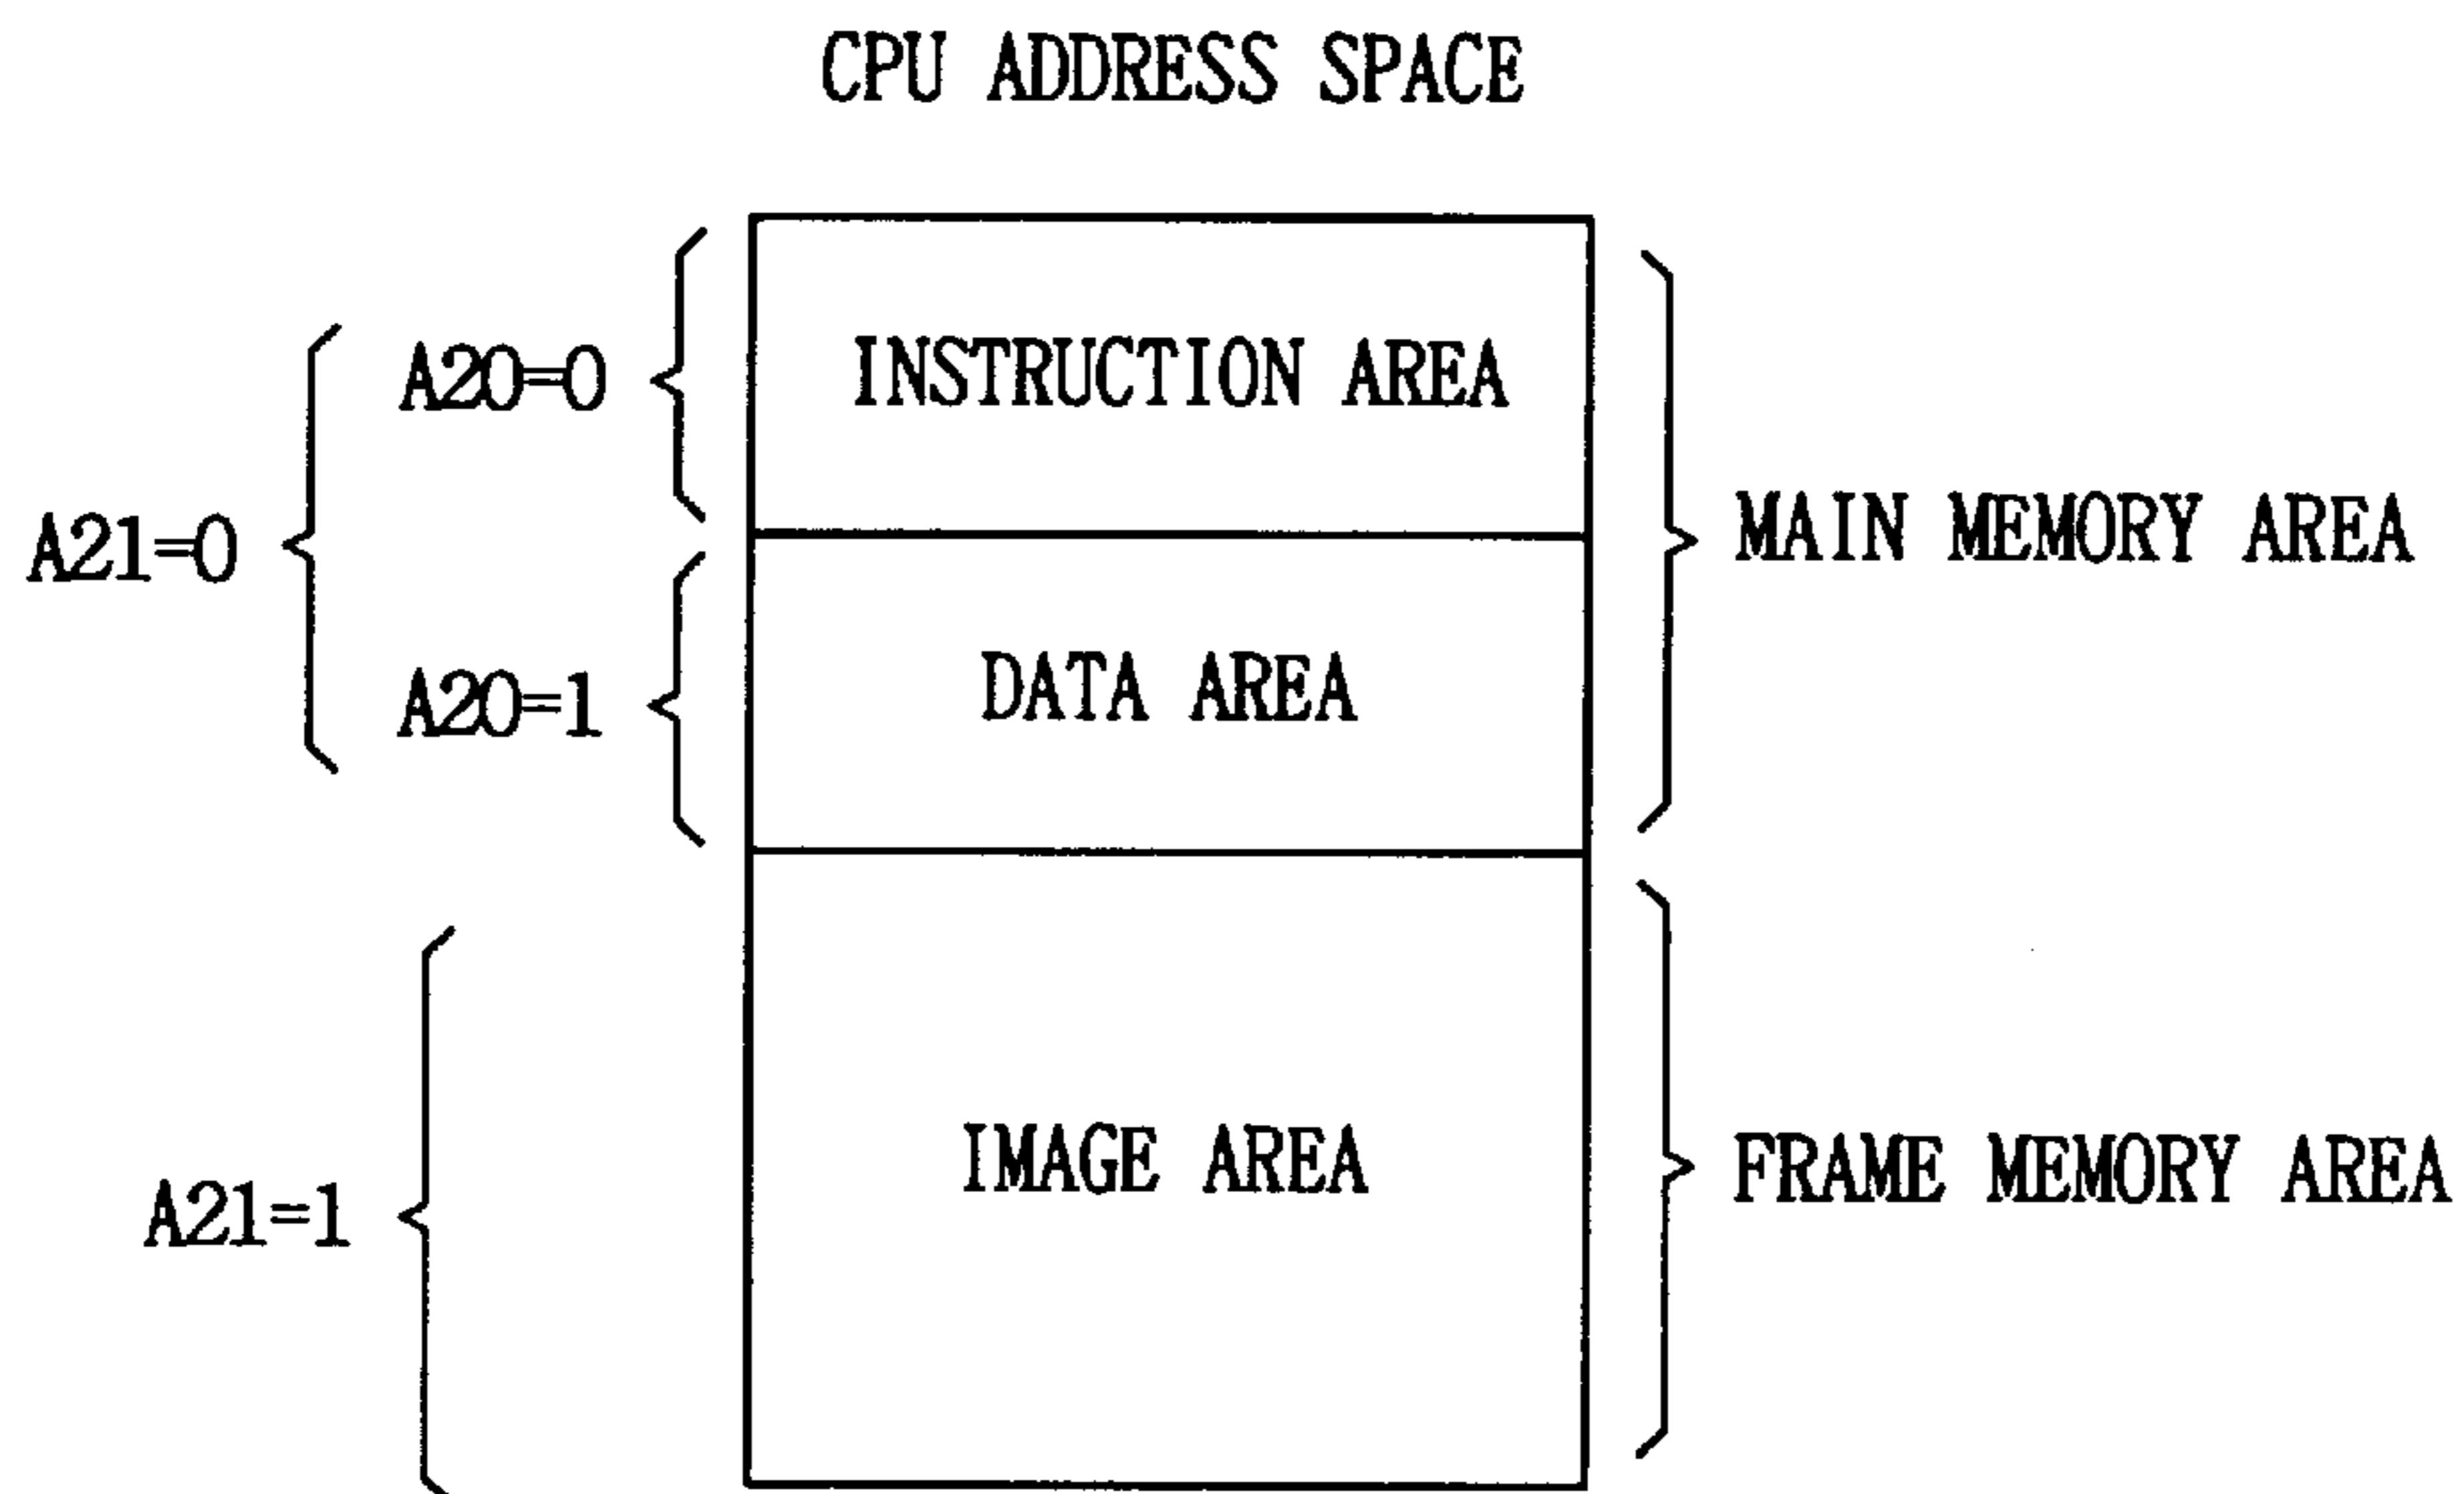 CPU ADDRESS SPACE
A21=0
A20=0
INSTRUCTION AREA
MAIN MEMORY AREA
A20=1
DATA AREA
A21=1
IMAGE AREA
FRAME MEMORY AREA